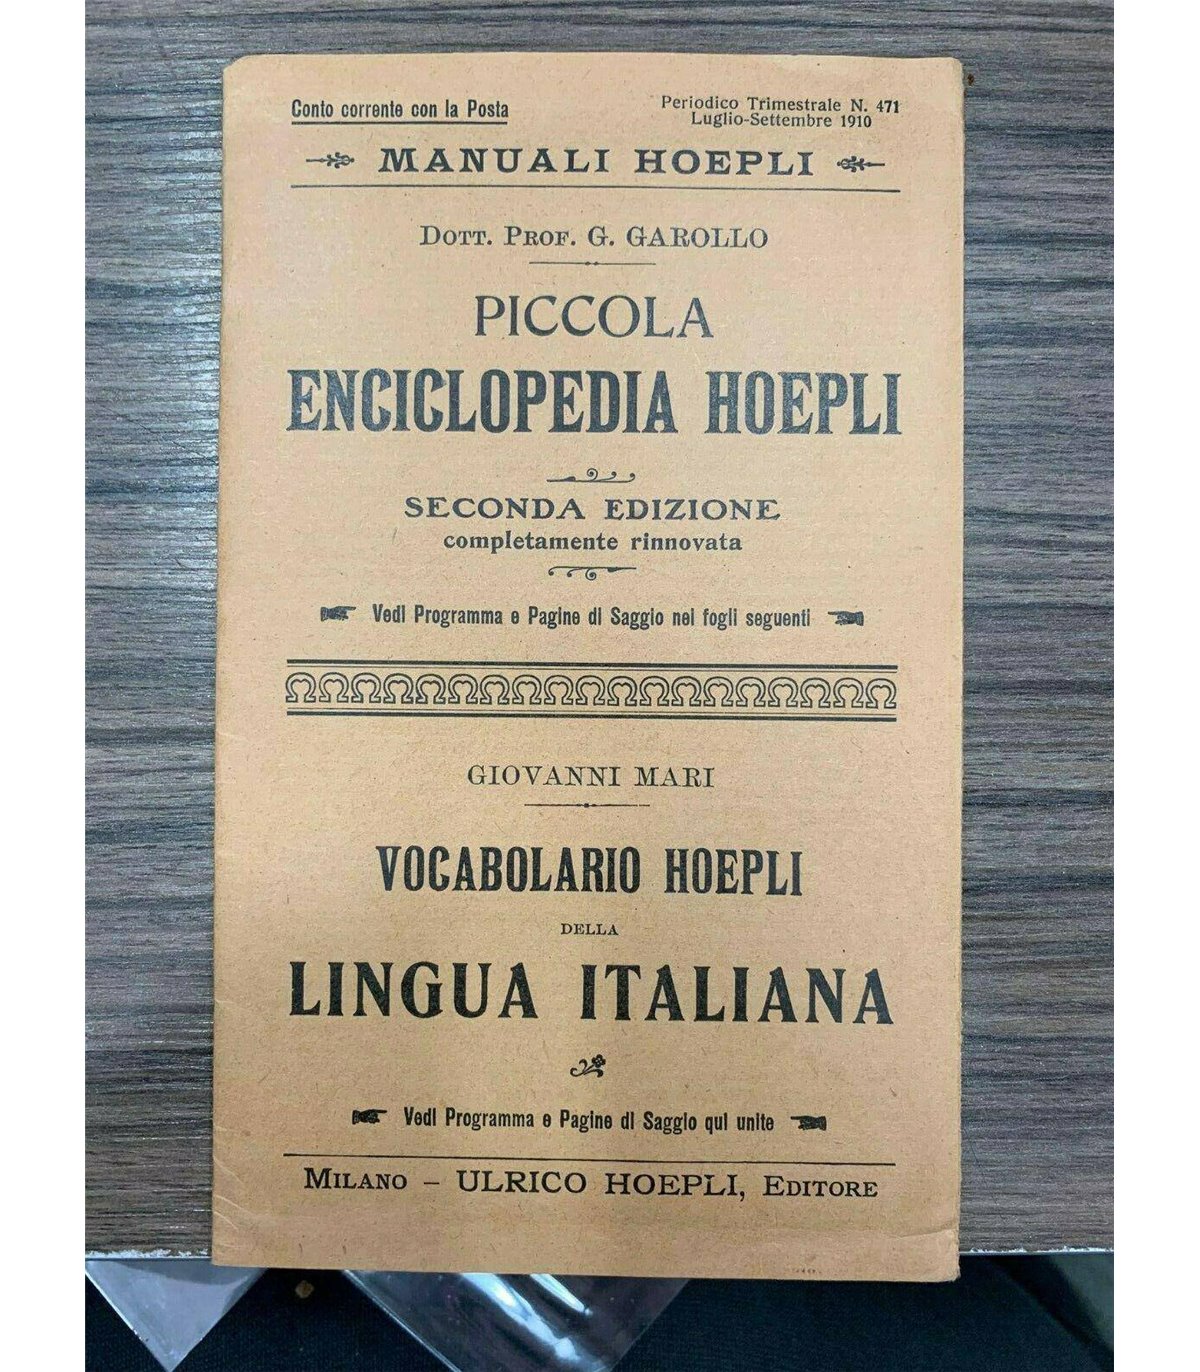 Conto corrente con la Posta
Periodico Trimestrale N. 471
Luglio-Settembre 1910
MANUALI HOEPLI
DOTT. PROF. G. GAROLLO
PICCOLA
ENCICLOPEDIA HOEPLI
SECONDA EDIZIONE
completamente rinnovata
Vedi Programma e Pagine di Saggio nei fogli seguenti
GIOVANNI MARI
VOCABOLARIO HOEPLI
DELLA
LINGUA ITALIANA
Vedi Programma e Pagine di Saggio qui unite
MILANO – ULRICO HOEPLI, EDITORE